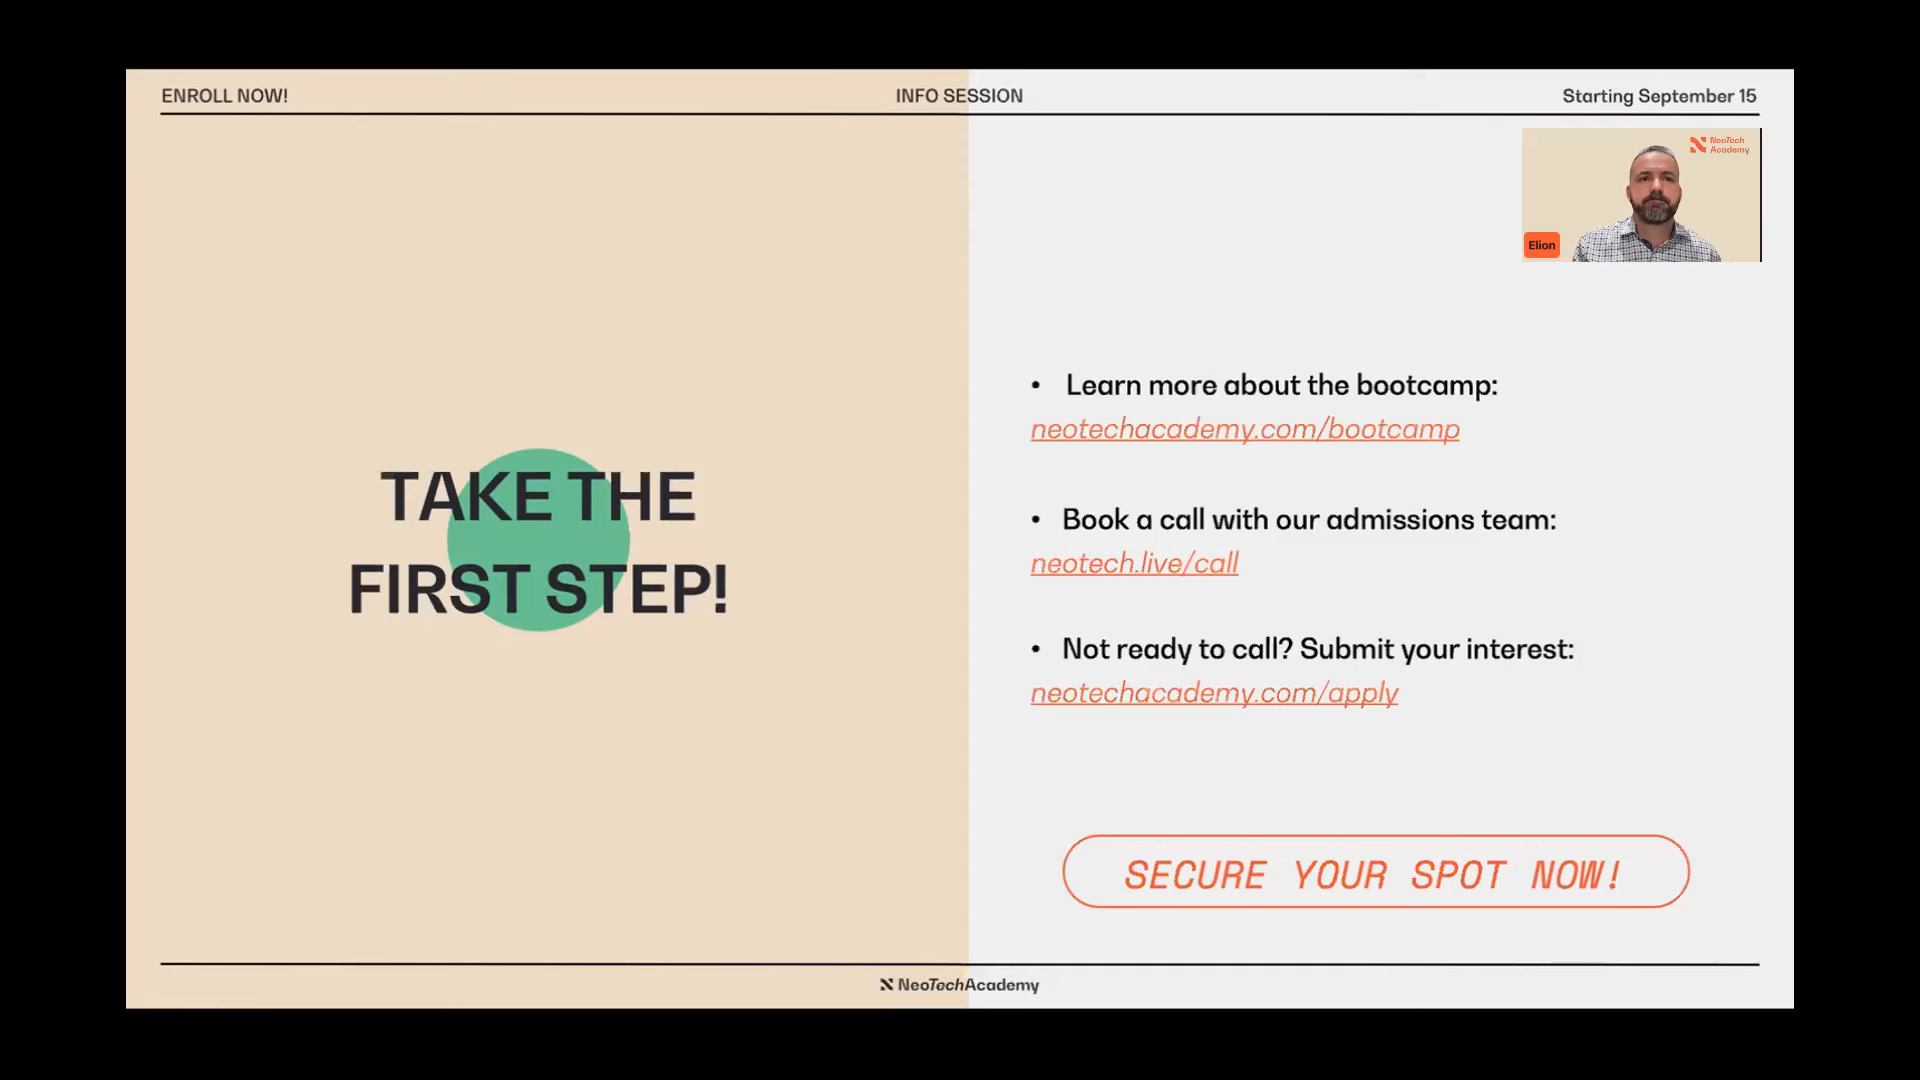 ENROLL NOW!
INFO SESSION
Starting September 15
NeoTech
Academy
Elion
TAKE THE
FIRST STEP!
• Learn more about the bootcamp:
neotechacademy.com/bootcamp
• Book a call with our admissions team:
neotech.live/call
• Not ready to call? Submit your interest:
neotechacademy.com/apply
SECURE YOUR SPOT NOW!
NeoTechAcademy